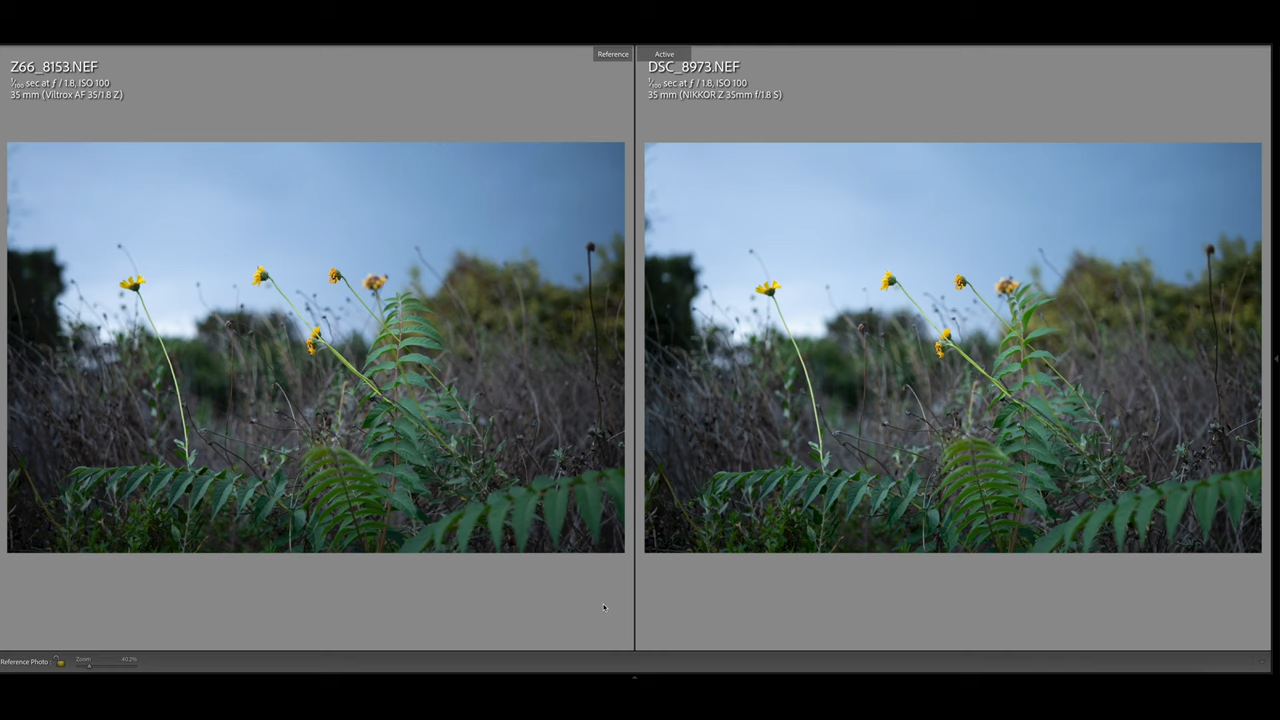 Reference
Active
Z66_8153.NEF
1/100 sec at ƒ / 1.8, ISO 100
35 mm (Viltrox AF 35/1.8 Z)
DSC_8973.NEF
1/100 sec at ƒ / 1.8, ISO 100
35 mm (NIKKOR Z 35mm f/1.8 S)
Reference Photo :
Zoom
40.2%